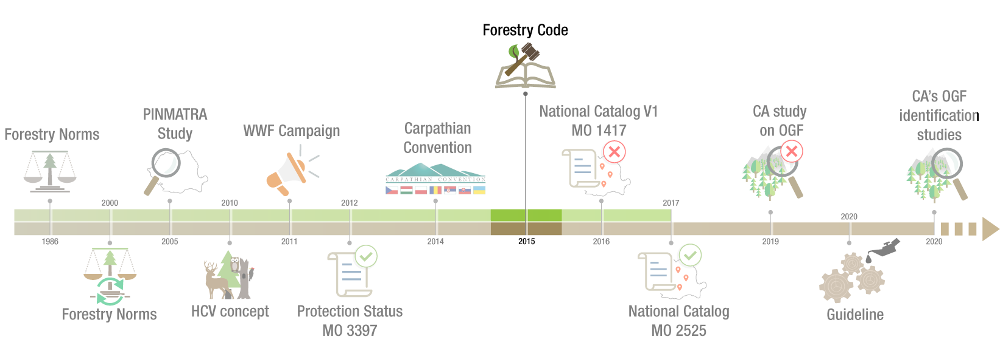 Forestry Code
CA's OGF
identification
studies
PINMATRA
Study
National Catalog V1
MO 1417
CA study
on OGF
Forestry Norms
WWF Campaign
Carpathian
Convention
CARPATHIAN CONVENTION
2000
2010
2012
2017
2020
1986
2005
2011
2014
2015
2016
2019
2020
Forestry Norms
HCV concept
Protection Status
MO 3397
National Catalog
MO 2525
Guideline